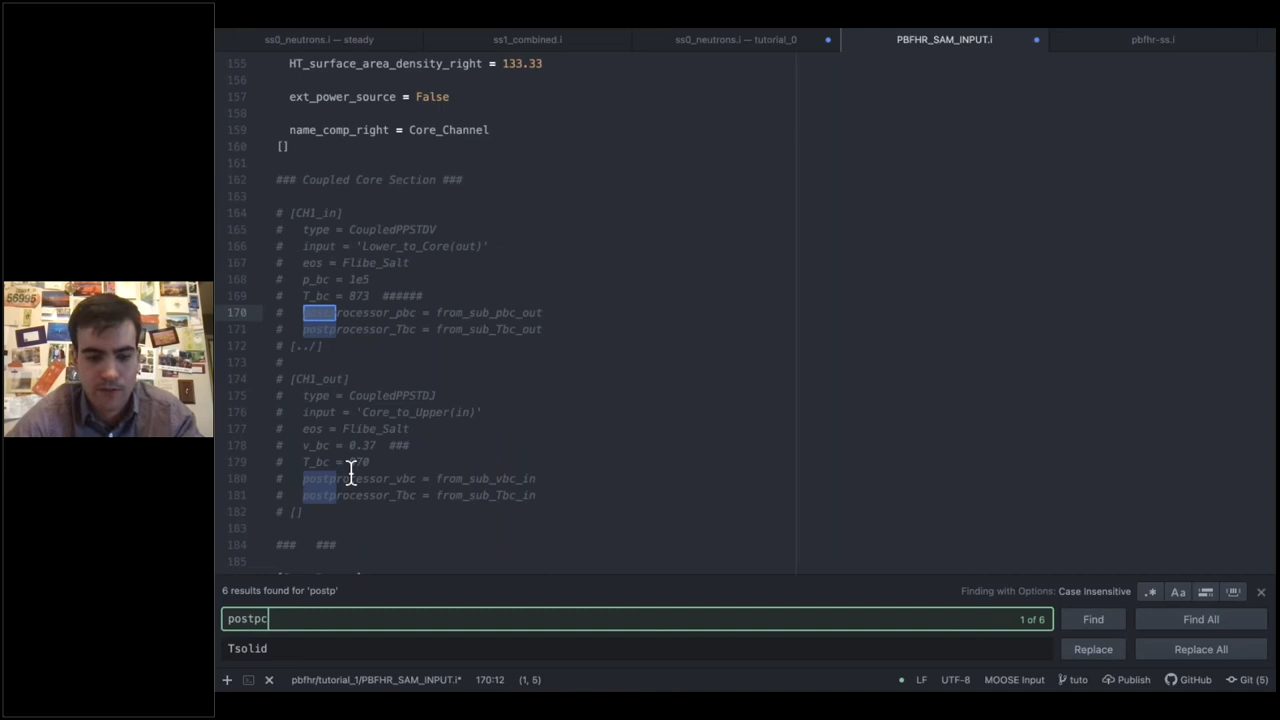 ss0_neutrons.i — steady ss1_combined.i ss0_neutrons.i — tutorial_0 PBFHR_SAM_INPUT.i pbfhr-ss.i
155 HT_surface_area_density_right = 133.33
156
157 ext_power_source = False
158
159 name_comp_right = Core_Channel
160 []
161
162 ### Coupled Core Section ###
163
164 # [CH1_in]
165 # type = CoupledPPSTDV
166 # input = 'Lower_to_Core(out)'
167 # eos = Flibe_Salt
168 # p_bc = 1e5
169 # T_bc = 873 ######
170 # postprocessor_pbc = from_sub_pbc_out
171 # postprocessor_Tbc = from_sub_Tbc_out
172 # [../]
173 #
174 # [CH1_out]
175 # type = CoupledPPSTDJ
176 # input = 'Core_to_Upper(in)'
177 # eos = Flibe_Salt
178 # v_bc = 0.37 ###
179 # T_bc =
180 # postprocessor_vbc = from_sub_vbc_in
181 # postprocessor_Tbc = from_sub_Tbc_in
182 # []
183
184 ### ###
185
6 results found for 'postp' Finding with Options: Case Insensitive .* Aa
postpc 1 of 6 Find Find All
Tsolid Replace Replace All
pbfhr/tutorial_1/PBFHR_SAM_INPUT.i* 170:12 (1, 5) LF UTF-8 MOOSE Input tuto Publish GitHub Git (5)
56995